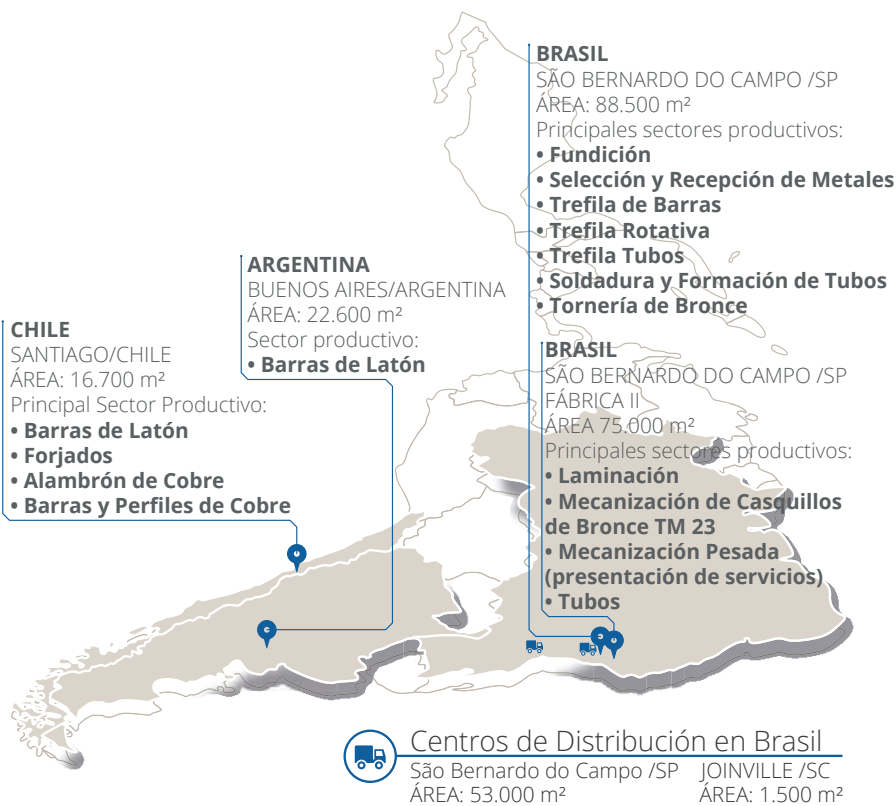 BRASIL
SÃO BERNARDO DO CAMPO /SP
ÁREA: 88.500 m²
Principales sectores productivos:
• Fundición
• Selección y Recepción de Metales
• Trefila de Barras
• Trefila Rotativa
• Trefila Tubos
• Soldadura y Formación de Tubos
• Tornería de Bronce
ARGENTINA
BUENOS AIRES/ARGENTINA
ÁREA: 22.600 m²
Sector productivo:
• Barras de Latón
CHILE
SANTIAGO/CHILE
ÁREA: 16.700 m²
Principal Sector Productivo:
• Barras de Latón
• Forjados
• Alambrón de Cobre
• Barras y Perfiles de Cobre
BRASIL
SÃO BERNARDO DO CAMPO /SP
FÁBRICA II
ÁREA 75.000 m²
Principales sectores productivos:
• Laminación
• Mecanización de Casquillos
de Bronce TM 23
• Mecanización Pesada
(presentación de servicios)
• Tubos
Centros de Distribución en Brasil
São Bernardo do Campo /SP
ÁREA: 53.000 m²
JOINVILLE /SC
ÁREA: 1.500 m²